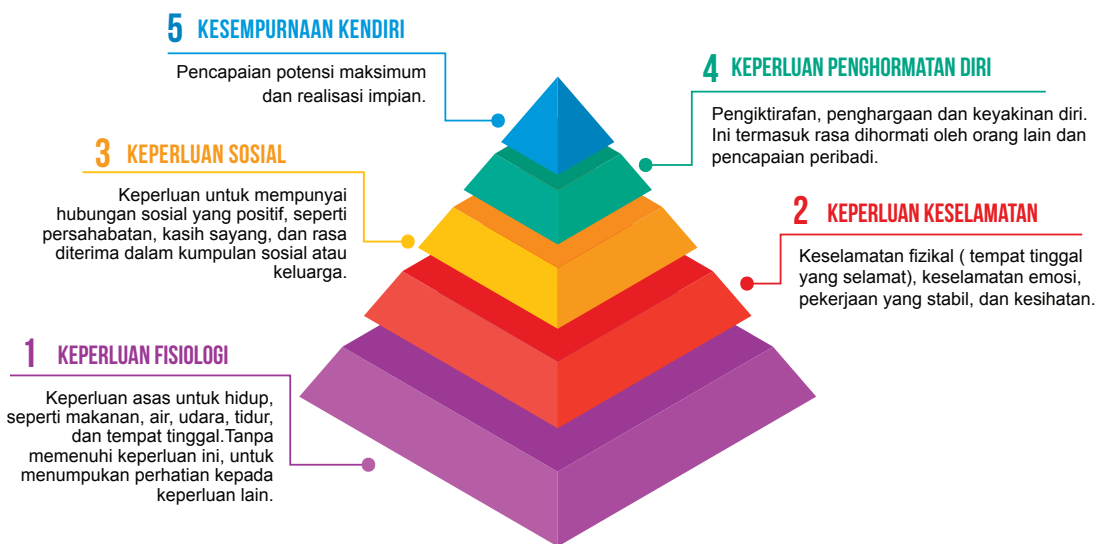 5 KESEMPURNAAN KENDIRI
Pencapaian potensi maksimum
dan realisasi impian.
4 KEPERLUAN PENGHORMATAN DIRI
Pengiktirafan, penghargaan dan keyakinan diri.
Ini termasuk rasa dihormati oleh orang lain dan
pencapaian peribadi.
3 KEPERLUAN SOSIAL
Keperluan untuk mempunyai
hubungan sosial yang positif, seperti
persahabatan, kasih sayang, dan rasa
diterima dalam kumpulan sosial atau
keluarga.
2 KEPERLUAN KESELAMATAN
Keselamatan fizikal ( tempat tinggal
yang selamat), keselamatan emosi,
pekerjaan yang stabil, dan kesihatan.
1 KEPERLUAN FISIOLOGI
Keperluan asas untuk hidup,
seperti makanan, air, udara, tidur,
dan tempat tinggal.Tanpa
memenuhi keperluan ini, untuk
menumpukan perhatian kepada
keperluan lain.